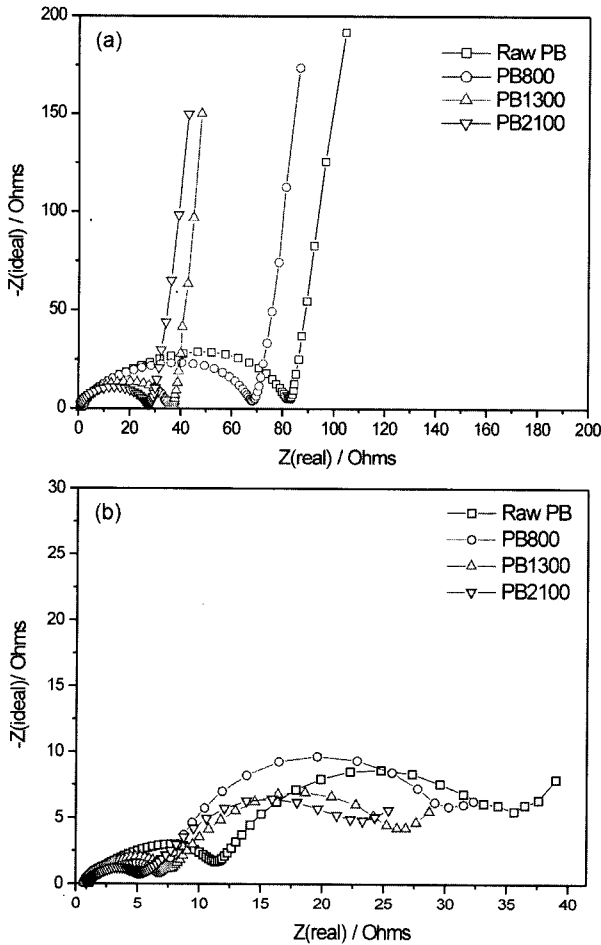 (a)
Raw PB
PB800
PB1300
PB2100
200
150
100
50
0
-Z(ideal) / Ohms
0 20 40 60 80 100 120 140 160 180 200
Z(real) / Ohms
(b)
Raw PB
PB800
PB1300
PB2100
30
25
20
15
10
5
0
-Z(ideal)/ Ohms
0 5 10 15 20 25 30 35 40
Z(real) / Ohms